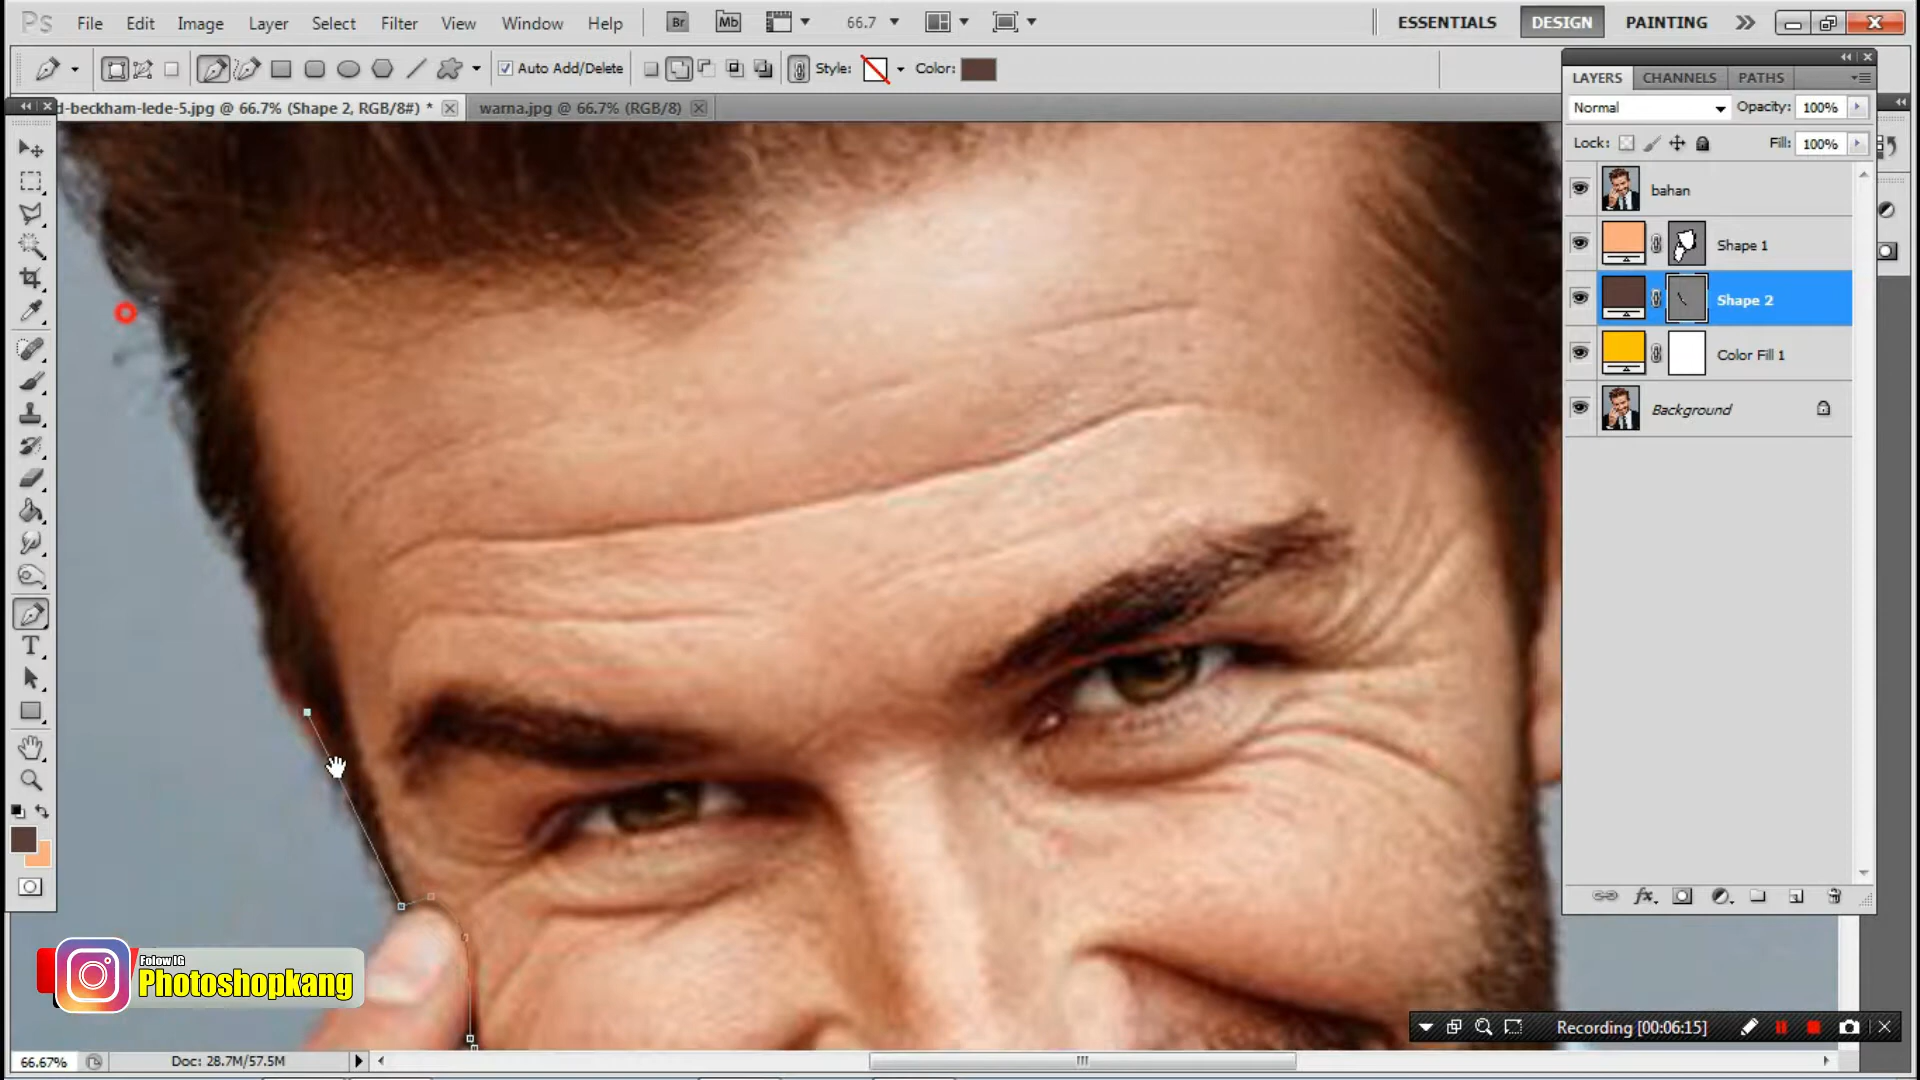 Ps File Edit Image Layer Select Filter View Window Help Br Mb 66.7 ESSENTIALS DESIGN PAINTING
Auto Add/Delete Style: Color:
d-beckham-lede-5.jpg @ 66.7% (Shape 2, RGB/8#) * warna.jpg @ 66.7% (RGB/8)
LAYERS CHANNELS PATHS
Normal Opacity: 100%
Lock: Fill: 100%
bahan
Shape 1
Shape 2
Color Fill 1
Background
fx
T
Folow IG
Photoshopkang
Recording [00:06:15]
66.67% Doc: 28.7M/57.5M